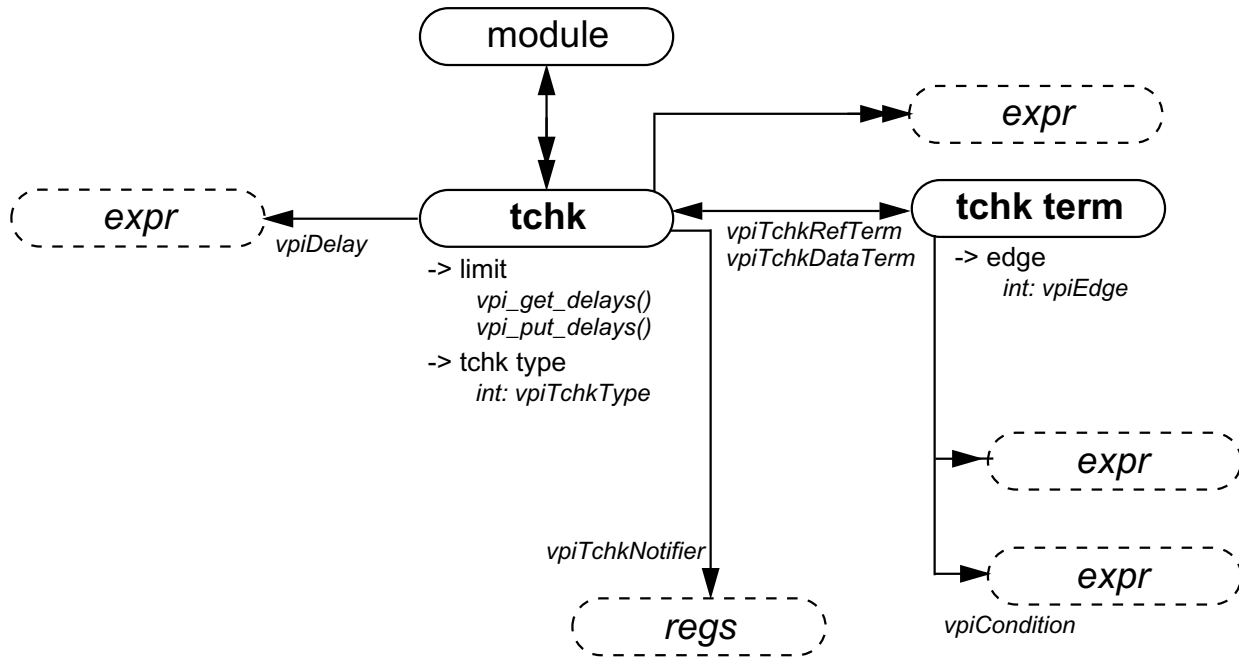 module
expr
expr
vpiDelay
tchk
vpiTchkRefTerm
vpiTchkDataTerm
tchk term
-> limit
vpi_get_delays()
vpi_put_delays()
-> tchk type
int: vpiTchkType
-> edge
int: vpiEdge
expr
vpiTchkNotifier
regs
expr
vpiCondition